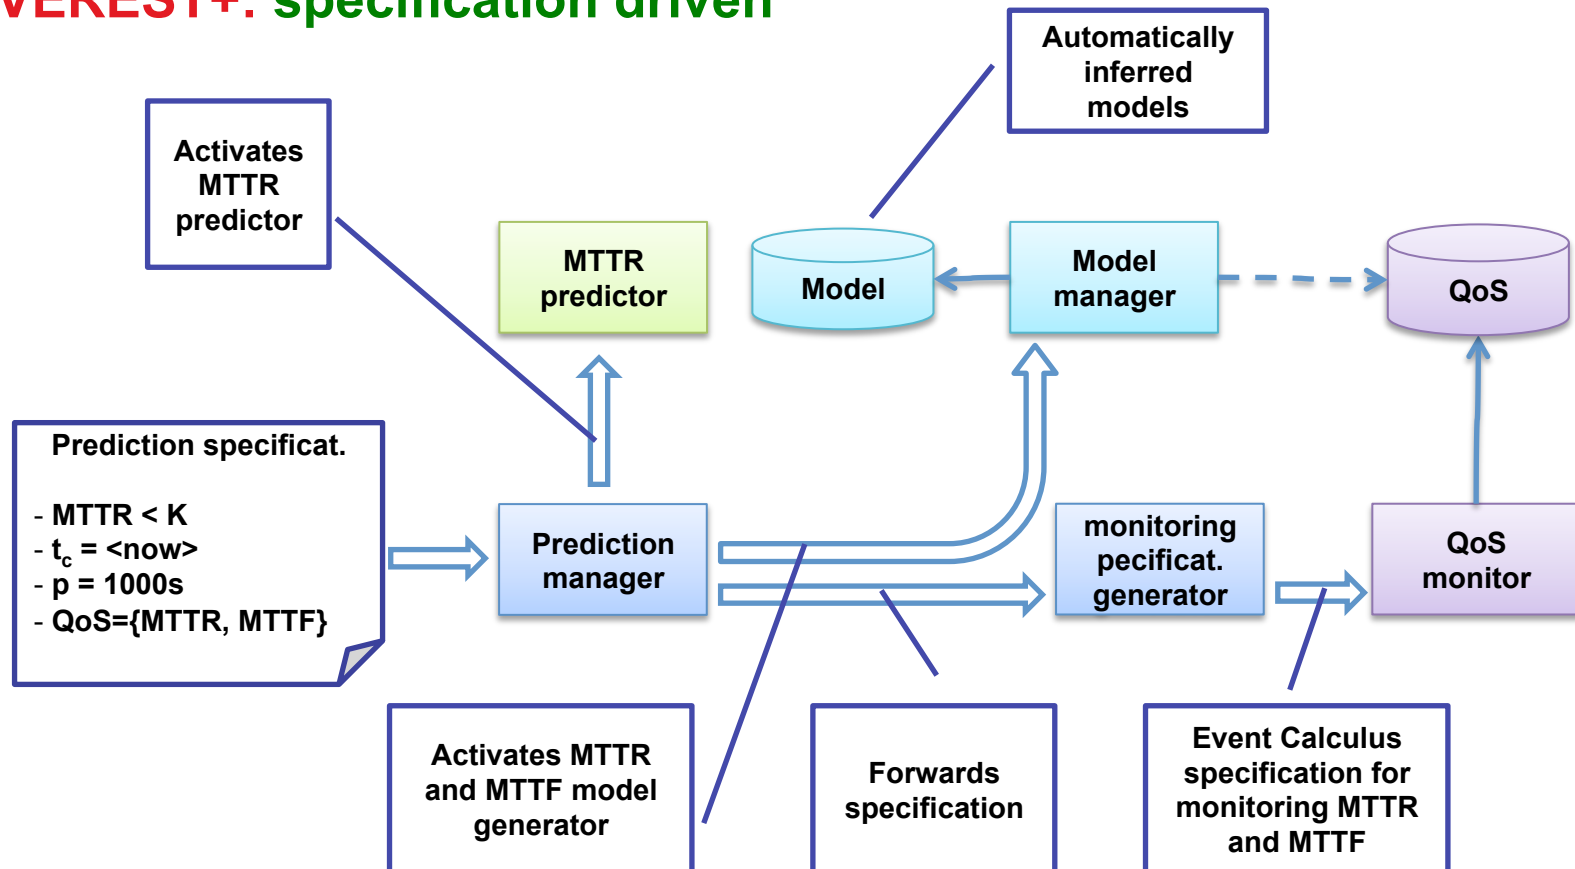 VEREST+: specification driven
Automatically
inferred
models
Activates
MTTR
predictor
MTTR
predictor
Model
Model
manager
QoS
Prediction specificat.
- MTTR < K
- tc = <now>
- p = 1000s
- QoS={MTTR, MTTF}
Prediction
manager
monitoring
pecificat.
generator
QoS
monitor
Activates MTTR
and MTTF model
generator
Forwards
specification
Event Calculus
specification for
monitoring MTTR
and MTTF